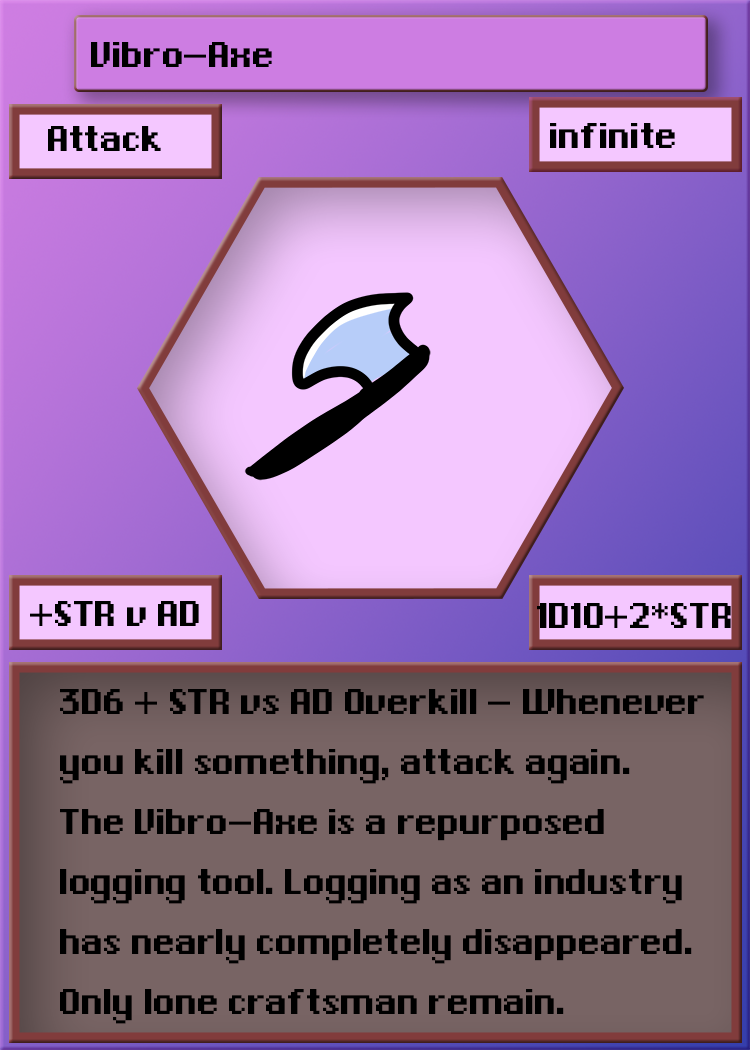 Vibro-Axe
Attack
infinite
+STR v AD
1D10+2*STR
3D6 + STR vs AD Overkill - Whenever
you kill something, attack again.
The Vibro-Axe is a repurposed
logging tool. Logging as an industry
has nearly completely disappeared.
Only lone craftsman remain.